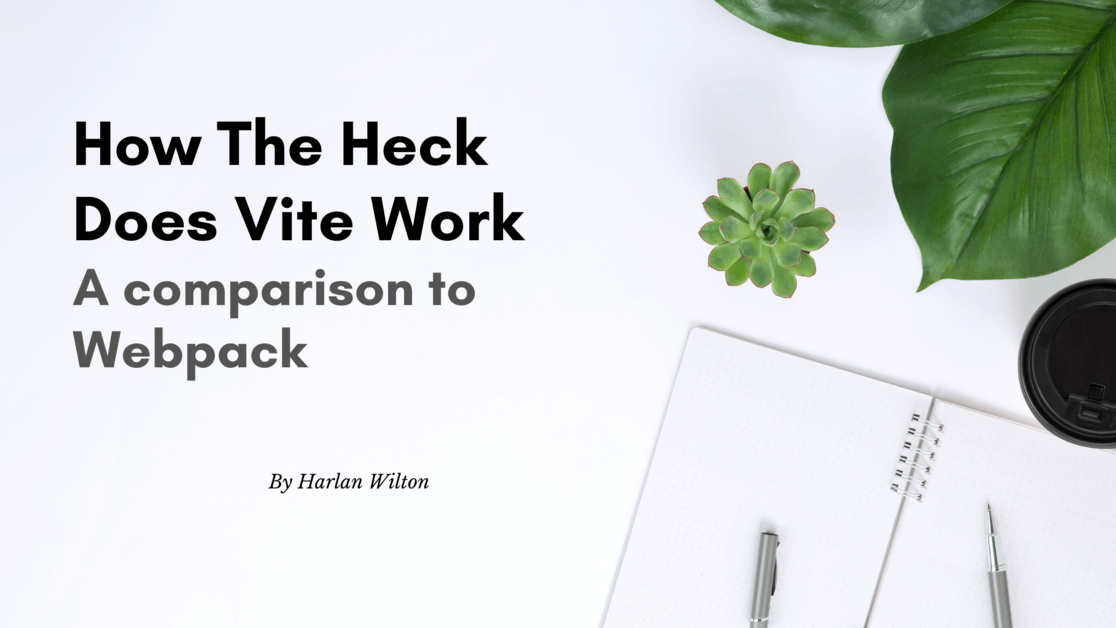 How The Heck
Does Vite Work
A comparison to
Webpack
By Harlan Wilton